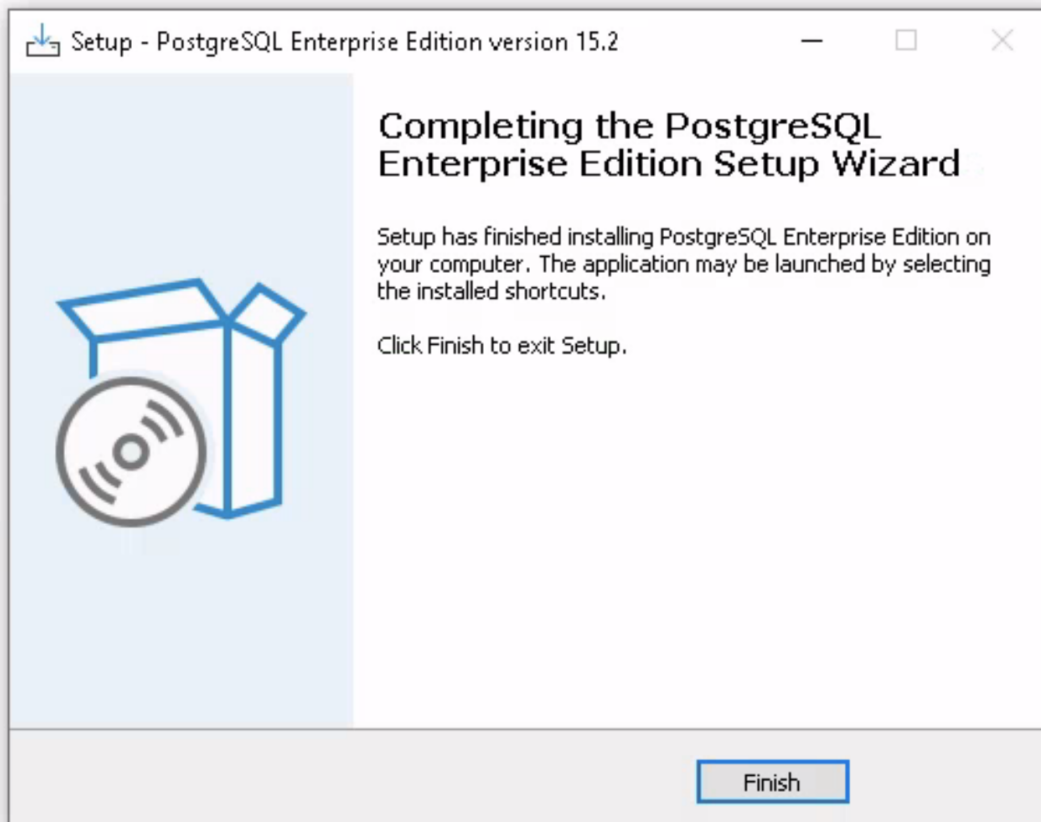 Setup - PostgreSQL Enterprise Edition version 15.2
Completing the PostgreSQL
Enterprise Edition Setup Wizard
Setup has finished installing PostgreSQL Enterprise Edition on
your computer. The application may be launched by selecting
the installed shortcuts.
Click Finish to exit Setup.
Finish